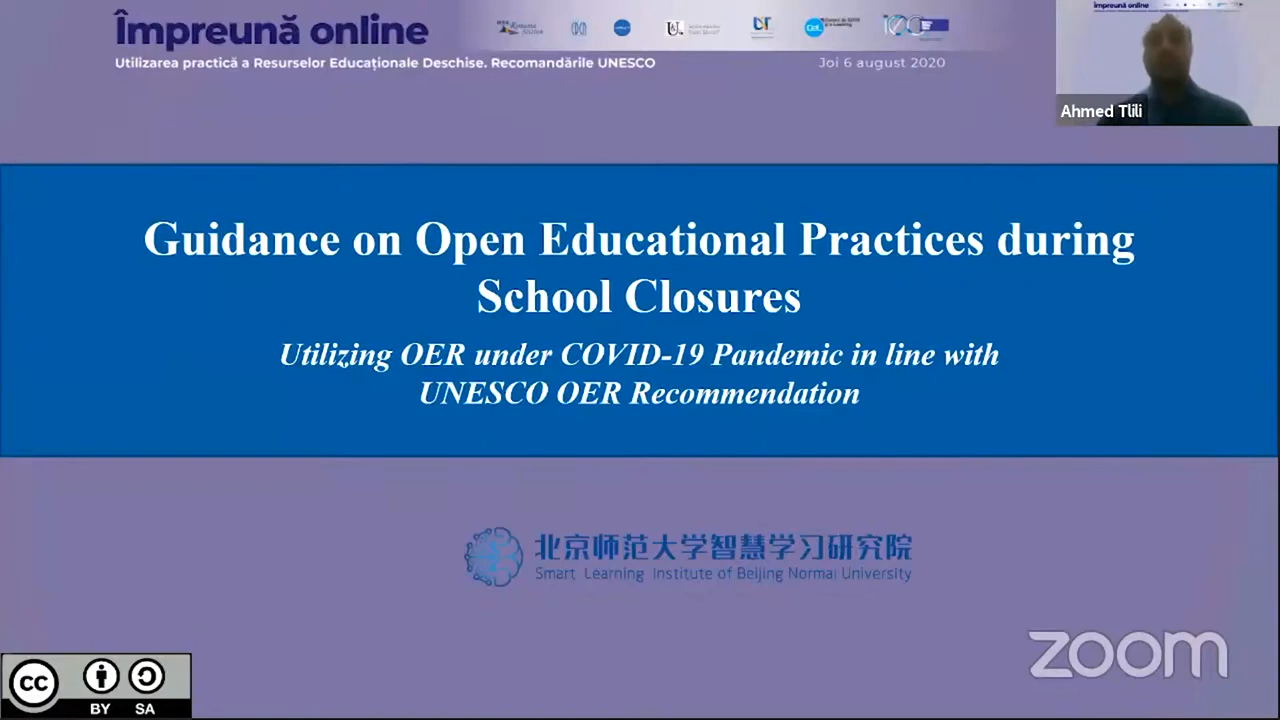 Împreună online
Utilizarea practică a Resurselor Educaționale Deschise. Recomandările UNESCO
Joi 6 august 2020
Ahmed Tlili
Guidance on Open Educational Practices during
School Closures
Utilizing OER under COVID-19 Pandemic in line with
UNESCO OER Recommendation
北京师范大学智慧学习研究院
Smart Learning Institute of Beijing Normal University
zoom
cc
BY SA